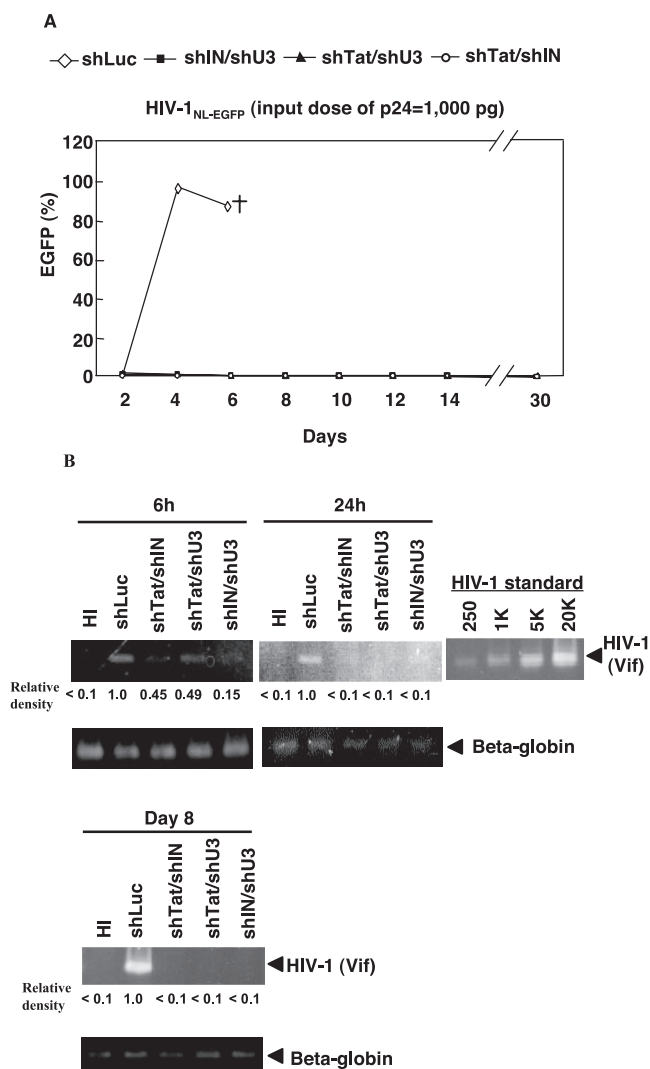 A
shLuc shIN/shU3 shTat/shU3 shTat/shIN
HIV-1NL-EGFP (input dose of p24=1,000 pg)
EGFP (%)
120
100
80
60
40
20
0
2 4 6 8 10 12 14 30
†
Days
B
6h
HI shLuc shTat/shIN shTat/shU3 shIN/shU3
24h
HI shLuc shTat/shIN shTat/shU3 shIN/shU3
HIV-1 standard
250 1K 5K 20K
HIV-1
(Vif)
Relative
density
< 0.1 1.0 0.45 0.49 0.15
< 0.1 1.0 <0.1 <0.1 <0.1
Beta-globin
Day 8
HI shLuc shTat/shIN shTat/shU3 shIN/shU3
HIV-1 (Vif)
Relative
density
< 0.1 1.0 <0.1 <0.1 <0.1
Beta-globin